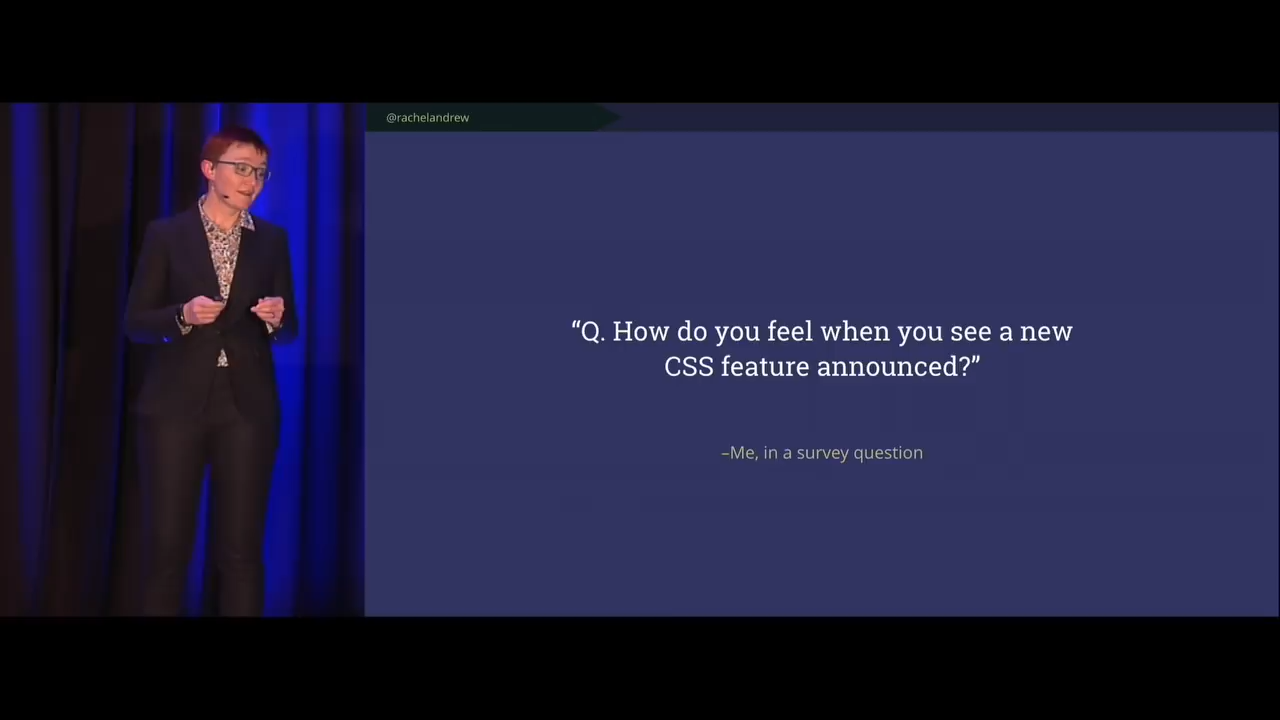 @rachelandrew
“Q. How do you feel when you see a new
CSS feature announced?”
–Me, in a survey question